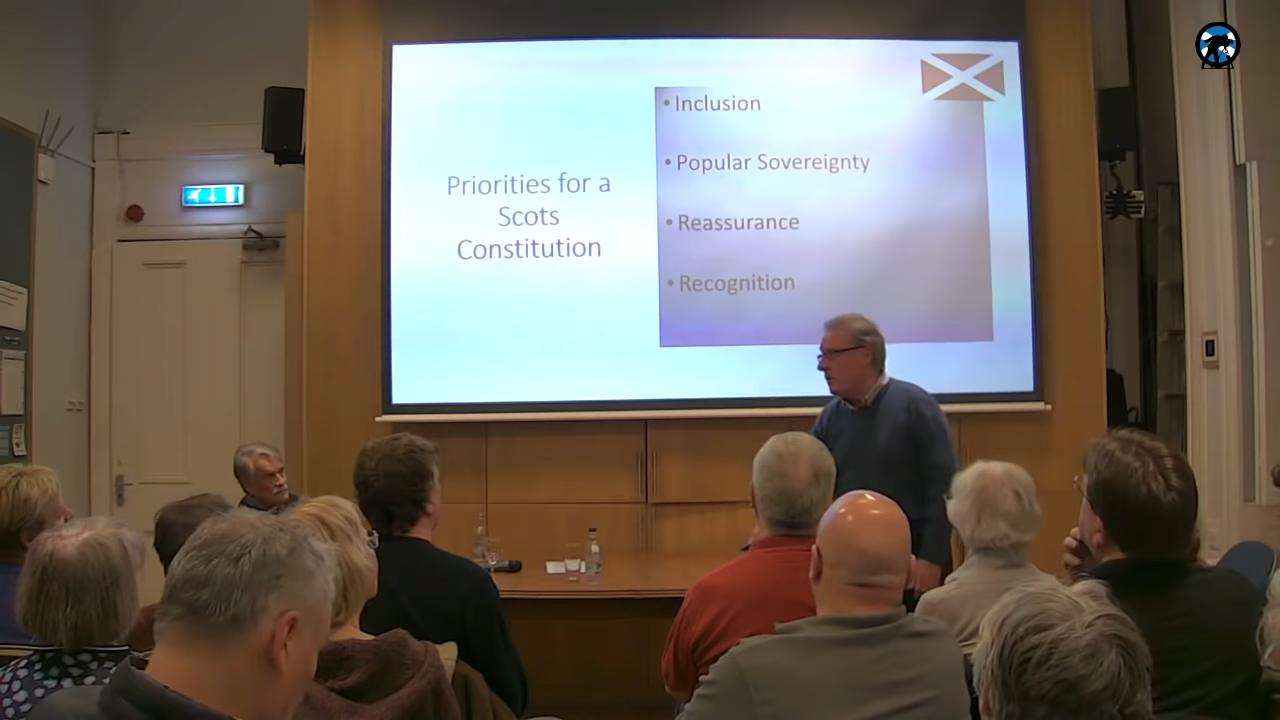 Priorities for a
Scots
Constitution
• Inclusion
• Popular Sovereignty
• Reassurance
• Recognition